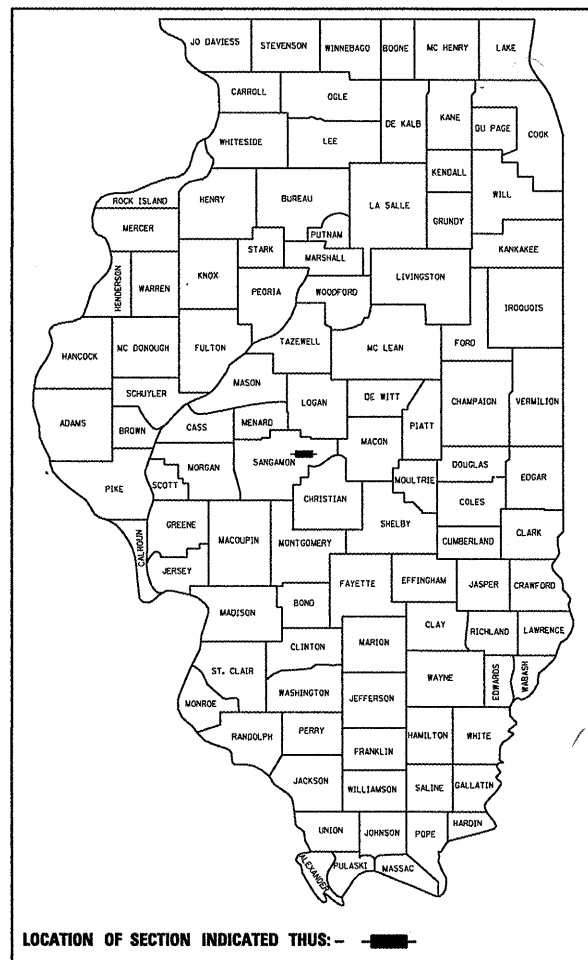 JO DAVIESS
STEVENSON
WINNEBAGO
BOONE
MC HENRY
LAKE
CARROLL
OGLE
DE KALB
KANE
DU PAGE
COOK
WHITESIDE
LEE
KENDALL
WILL
ROCK ISLAND
HENRY
BUREAU
LA SALLE
GRUNDY
MERCER
PUTNAM
STARK
MARSHALL
KANKAKEE
HENDERSON
WARREN
KNOX
PEORIA
WOODFORD
LIVINGSTON
IROQUOIS
HANCOCK
MC DONOUGH
FULTON
TAZEWELL
MC LEAN
FORD
SCHUYLER
MASON
LOGAN
DE WITT
CHAMPAIGN
VERMILION
ADAMS
BROWN
CASS
MENARD
MACON
PIATT
PIKE
SCOTT
MORGAN
SANGAMON
CHRISTIAN
MOULTRIE
DOUGLAS
EDGAR
COLES
CALHOUN
GREENE
MACOUPIN
MONTGOMERY
SHELBY
CUMBERLAND
CLARK
JERSEY
FAYETTE
EFFINGHAM
JASPER
CRAWFORD
MADISON
BOND
CLAY
RICHLAND
LAWRENCE
CLINTON
MARION
ST. CLAIR
WAYNE
EDWARDS
WABASH
MONROE
WASHINGTON
JEFFERSON
RANDOLPH
PERRY
HAMILTON
WHITE
FRANKLIN
JACKSON
WILLIAMSON
SALINE
GALLATIN
UNION
JOHNSON
POPE
HARDIN
ALEXANDER
PULASKI
MASSAC
LOCATION OF SECTION INDICATED THUS: -